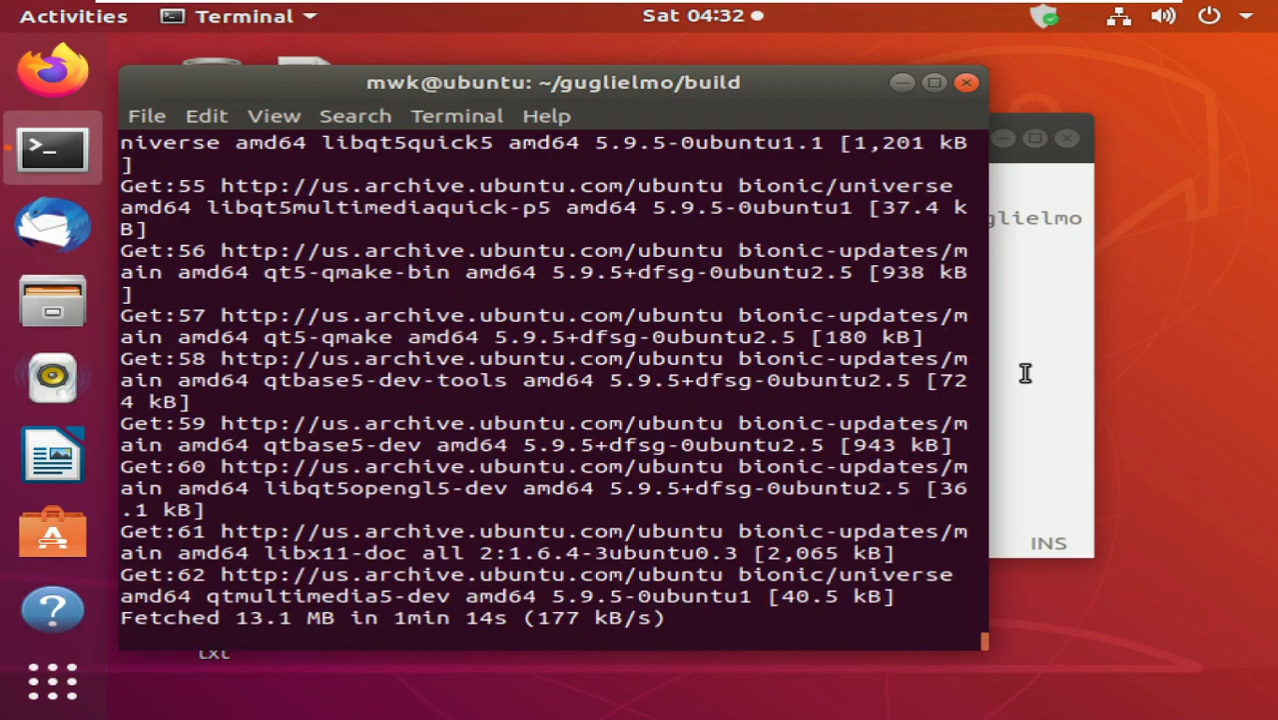 Activities
Terminal
Sat 04:32
mwk@ubuntu: ~/guglielmo/build
File Edit View Search Terminal Help
niverse amd64 libqt5quick5 amd64 5.9.5-0ubuntu1.1 [1,201 kB
]
Get:55 http://us.archive.ubuntu.com/ubuntu bionic/universe
amd64 libqt5multimediaquick-p5 amd64 5.9.5-0ubuntu1 [37.4 k
B]
Get:56 http://us.archive.ubuntu.com/ubuntu bionic-updates/m
ain amd64 qt5-qmake-bin amd64 5.9.5+dfsg-0ubuntu2.5 [938 kB
]
Get:57 http://us.archive.ubuntu.com/ubuntu bionic-updates/m
ain amd64 qt5-qmake amd64 5.9.5+dfsg-0ubuntu2.5 [180 kB]
Get:58 http://us.archive.ubuntu.com/ubuntu bionic-updates/m
ain amd64 qtbase5-dev-tools amd64 5.9.5+dfsg-0ubuntu2.5 [72
4 kB]
Get:59 http://us.archive.ubuntu.com/ubuntu bionic-updates/m
ain amd64 qtbase5-dev amd64 5.9.5+dfsg-0ubuntu2.5 [943 kB]
Get:60 http://us.archive.ubuntu.com/ubuntu bionic-updates/m
ain amd64 libqt5opengl5-dev amd64 5.9.5+dfsg-0ubuntu2.5 [36
.1 kB]
Get:61 http://us.archive.ubuntu.com/ubuntu bionic-updates/m
ain amd64 libx11-doc all 2:1.6.4-3ubuntu0.3 [2,065 kB]
Get:62 http://us.archive.ubuntu.com/ubuntu bionic/universe
amd64 qtmultimedia5-dev amd64 5.9.5-0ubuntu1 [40.5 kB]
Fetched 13.1 MB in 1min 14s (177 kB/s)
glielmo
INS
txt